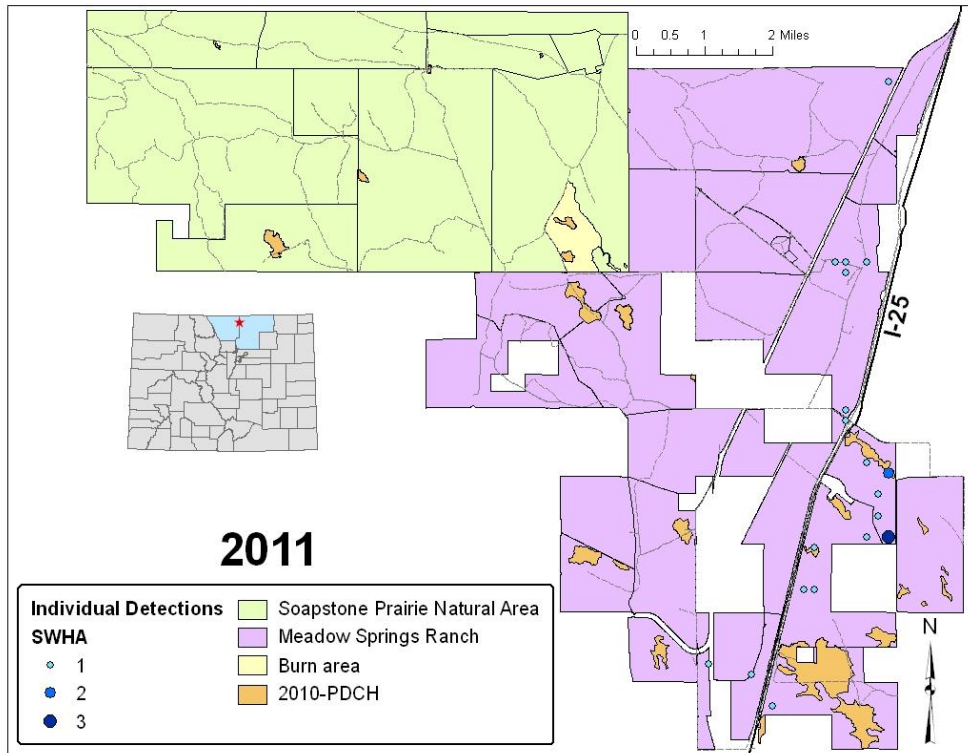 0 0.5 1 2 Miles
I-25
2011
Individual Detections
SWHA
1
2
3
Soapstone Prairie Natural Area
Meadow Springs Ranch
Burn area
2010-PDCH
N